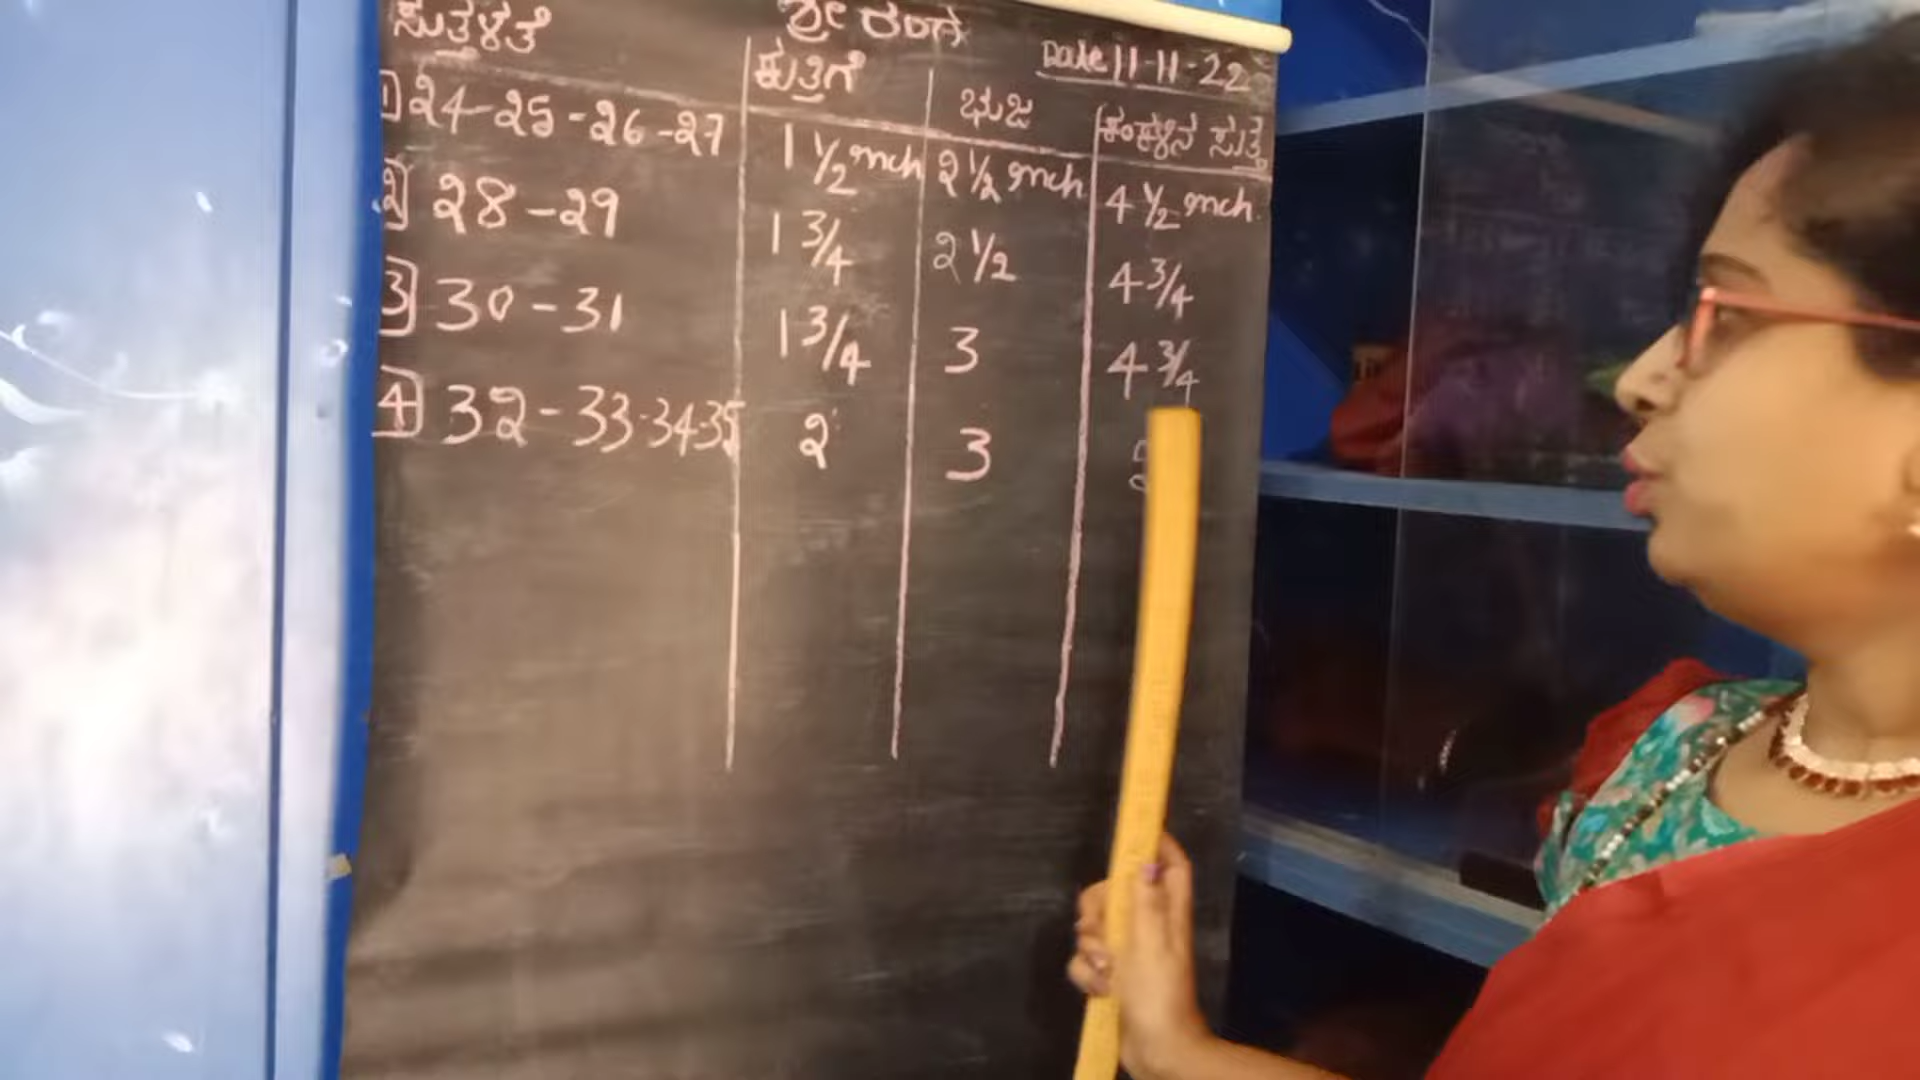 ಶ್ರೀ ರಂಗ
ಸುತ್ತಳತೆ
ಕುತ್ತಿಗೆ
ಭುಜ
Date 11-11-22
ಕಂಕುಳಿನ ಸುತ್ತ
1] 24-25-26-27 1 1/2 inch 2 1/2 inch 4 1/2 inch
2] 28-29 1 3/4 2 1/2 4 3/4
3] 30-31 1 3/4 3 4 3/4
4] 32-33-34-35 2 3